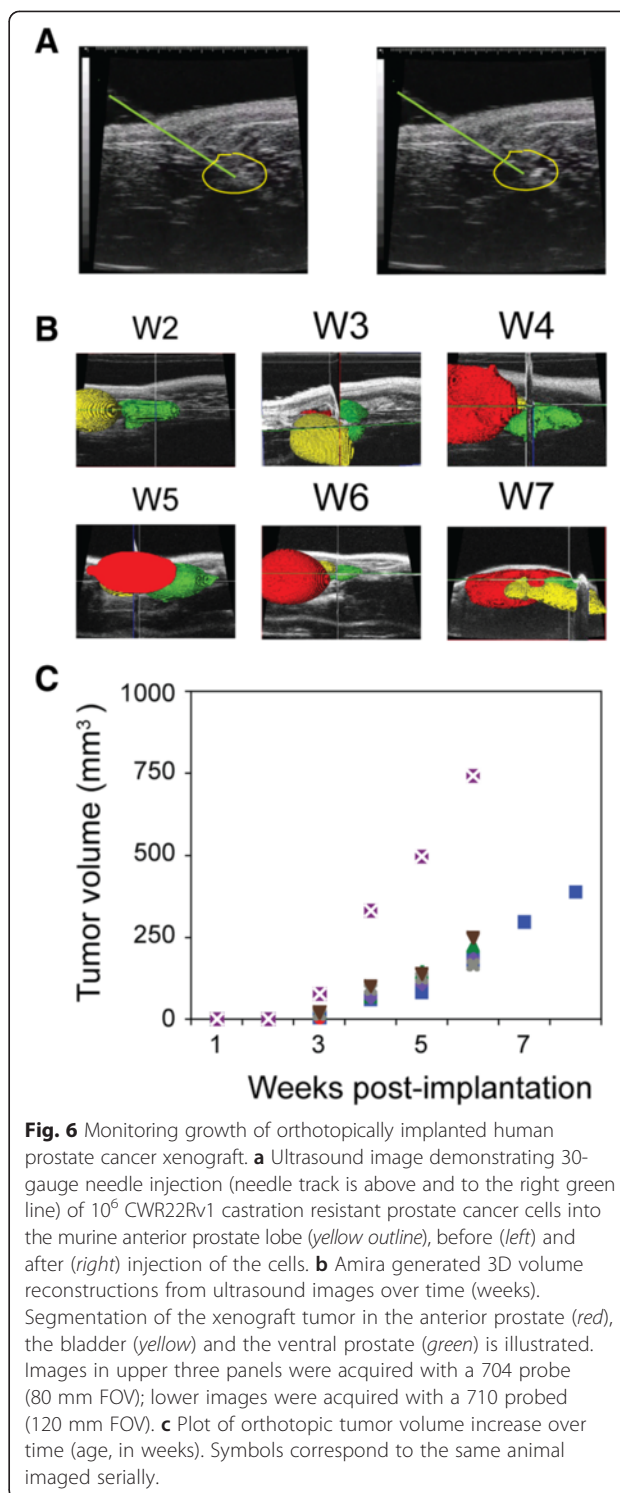 A
B
W2 W3 W4
W5 W6 W7
C
1000
750
500
250
0
Tumor volume (mm³)
1 3 5 7
Weeks post-implantation
Fig. 6 Monitoring growth of orthotopically implanted human
prostate cancer xenograft. a Ultrasound image demonstrating 30-
gauge needle injection (needle track is above and to the right green
line) of 10⁶ CWR22Rv1 castration resistant prostate cancer cells into
the murine anterior prostate lobe (yellow outline), before (left) and
after (right) injection of the cells. b Amira generated 3D volume
reconstructions from ultrasound images over time (weeks).
Segmentation of the xenograft tumor in the anterior prostate (red),
the bladder (yellow) and the ventral prostate (green) is illustrated.
Images in upper three panels were acquired with a 704 probe
(80 mm FOV); lower images were acquired with a 710 probed
(120 mm FOV). c Plot of orthotopic tumor volume increase over
time (age, in weeks). Symbols correspond to the same animal
imaged serially.